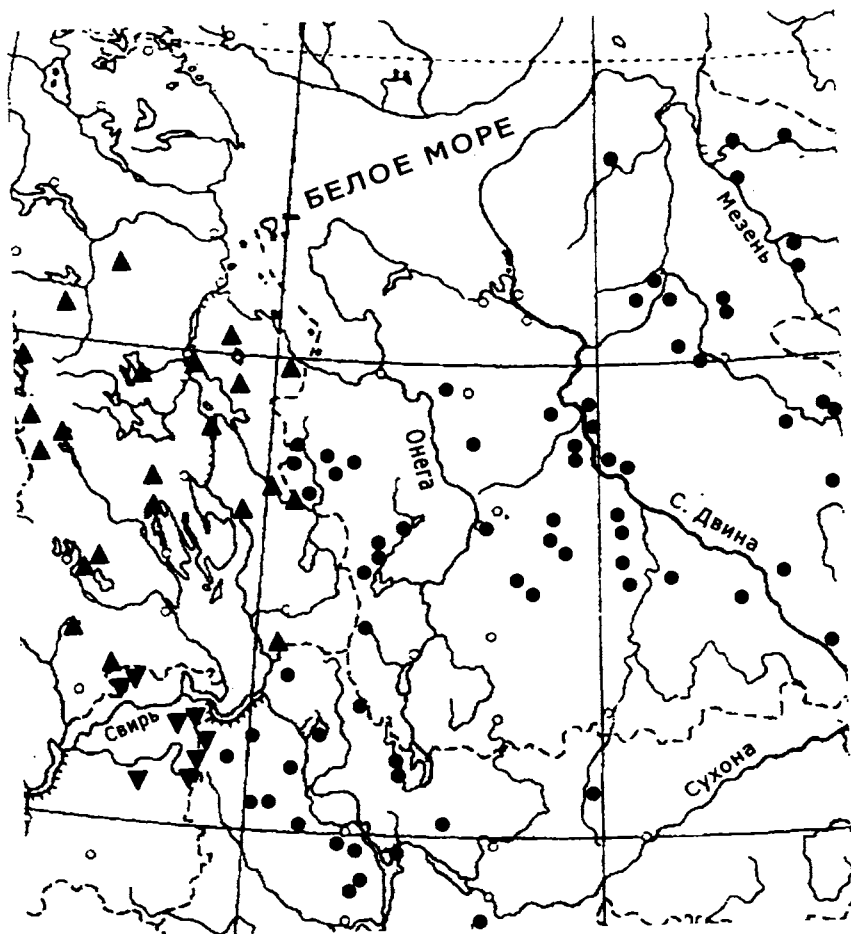 БЕЛОЕ МОРЕ
Мезень
Онега
С. Двина
Свирь
Сухона